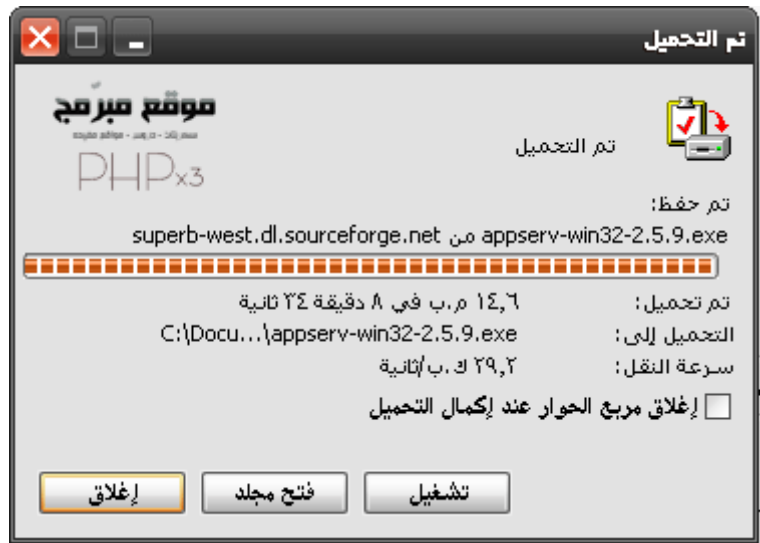 تم التحميل
موقع مبرمج
PHPx3
تم التحميل
تم حفظ:
appserv-win32-2.5.9.exe من superb-west.dl.sourceforge.net
تم تحميل: ١٤,٦ م.ب في ٨ دقيقة ٣٤ ثانية
التحميل إلى: C:\Docu...\appserv-win32-2.5.9.exe
سرعة النقل: ٢٩,٢ ك.ب/ثانية
إغلاق مربع الحوار عند إكمال التحميل
تشغيل
فتح مجلد
إغلاق